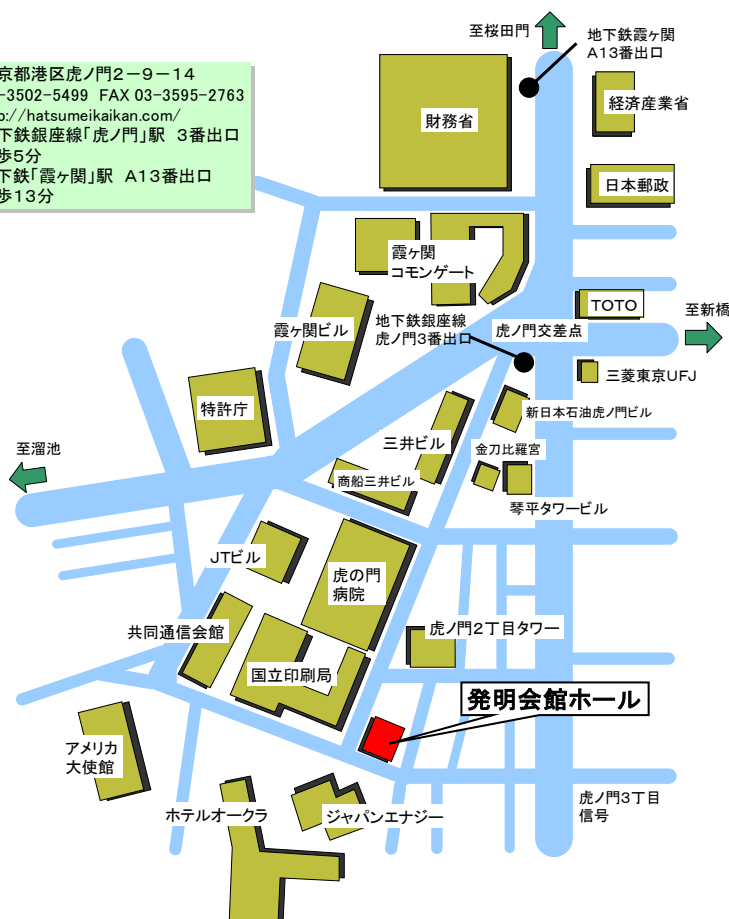 至桜田門
地下鉄霞ヶ関
A13番出口
京都港区虎ノ門2－9－14
-3502-5499 FAX 03-3595-2763
p://hatsumeikaikan.com/
下鉄銀座線「虎ノ門」駅 3番出口
歩5分
下鉄「霞ヶ関」駅 A13番出口
歩13分
財務省
経済産業省
日本郵政
霞ヶ関
コモンゲート
TOTO
至新橋
地下鉄銀座線
虎ノ門3番出口
虎ノ門交差点
霞ヶ関ビル
三菱東京UFJ
特許庁
新日本石油虎ノ門ビル
三井ビル
金刀比羅宮
至溜池
商船三井ビル
琴平タワービル
JTビル
虎の門
病院
共同通信会館
虎ノ門2丁目タワー
国立印刷局
発明会館ホール
アメリカ
大使館
ホテルオークラ
ジャパンエナジー
虎ノ門3丁目
信号